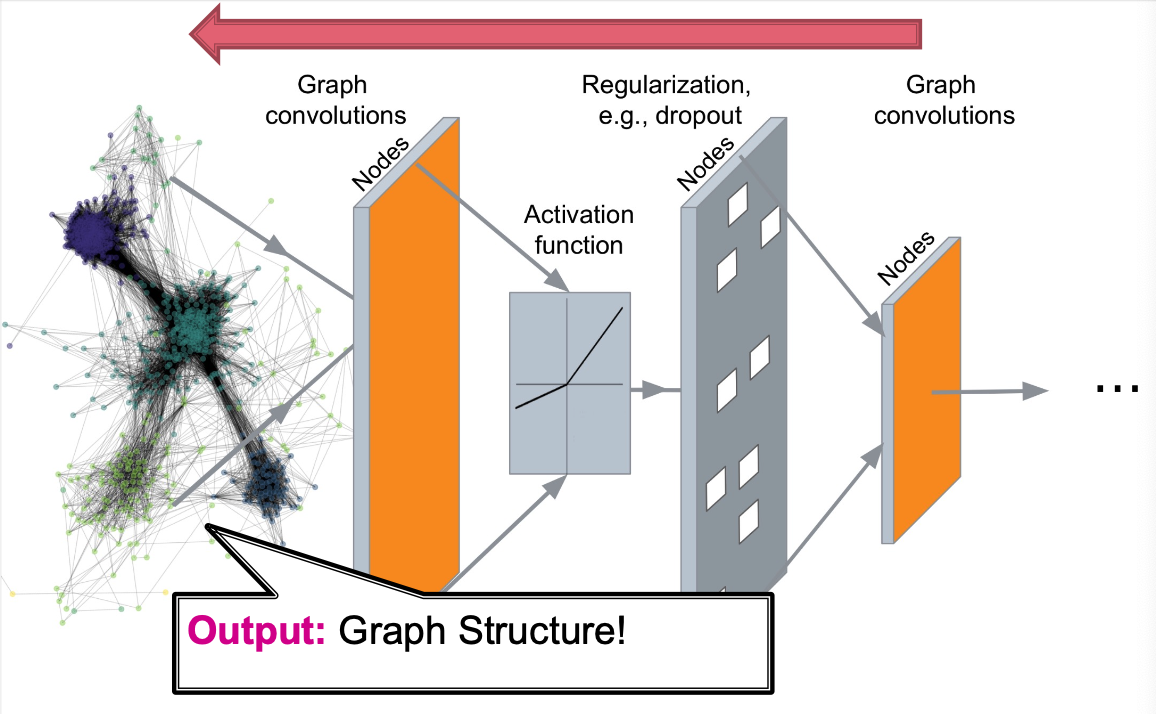 Graph
convolutions
Regularization,
e.g., dropout
Graph
convolutions
Nodes
Nodes
Activation
function
Nodes
...
Output: Graph Structure!